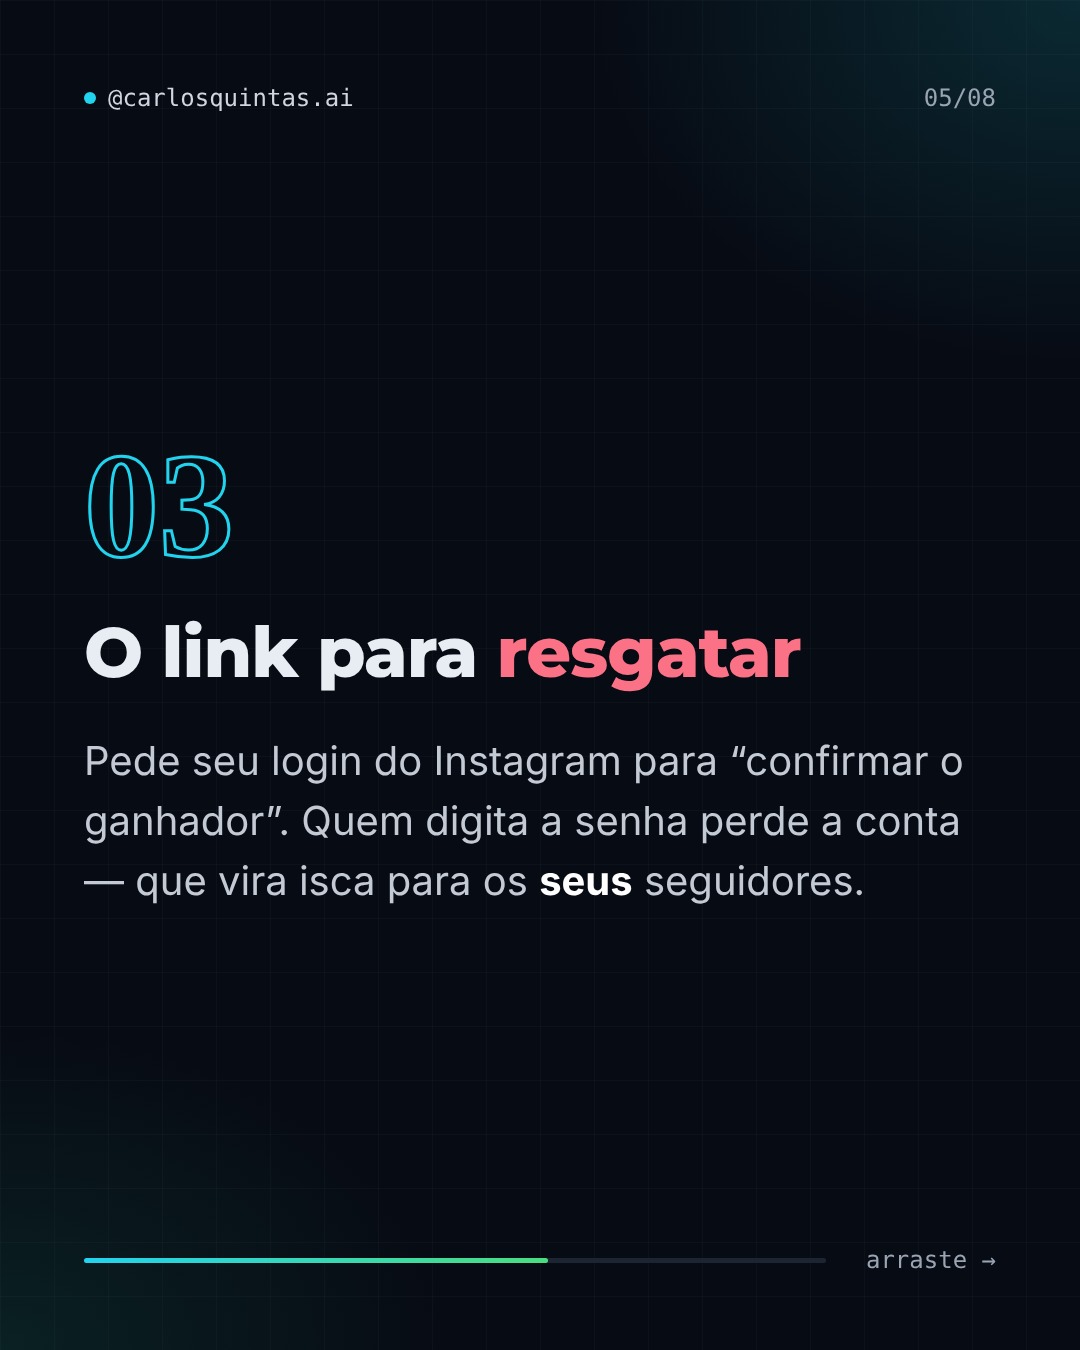 @carlosquintas.ai
05/08
03
O link para resgatar
Pede seu login do Instagram para “confirmar o
ganhador”. Quem digita a senha perde a conta
— que vira isca para os seus seguidores.
arraste →